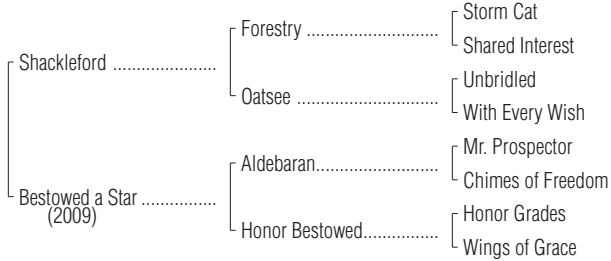 Storm Cat
Forestry ...........................
Shared Interest
Shackleford .....................
Unbridled
Oatsee .............................
With Every Wish
Mr. Prospector
Aldebaran.........................
Chimes of Freedom
Bestowed a Star ...............
(2009)
Honor Grades
Honor Bestowed...............
Wings of Grace